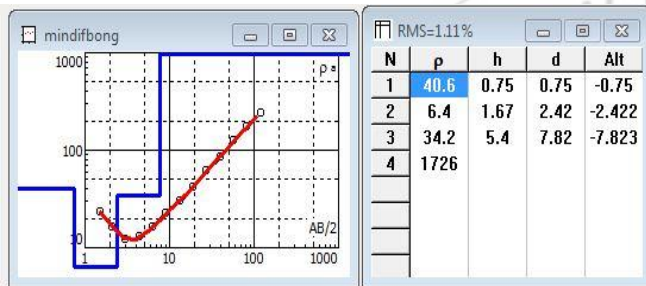 mindifbong
1000
ρa
100
10
AB/2
1 10 100 1000
RMS=1.11%
N ρ h d Alt
1 40.6 0.75 0.75 -0.75
2 6.4 1.67 2.42 -2.422
3 34.2 5.4 7.82 -7.823
4 1726